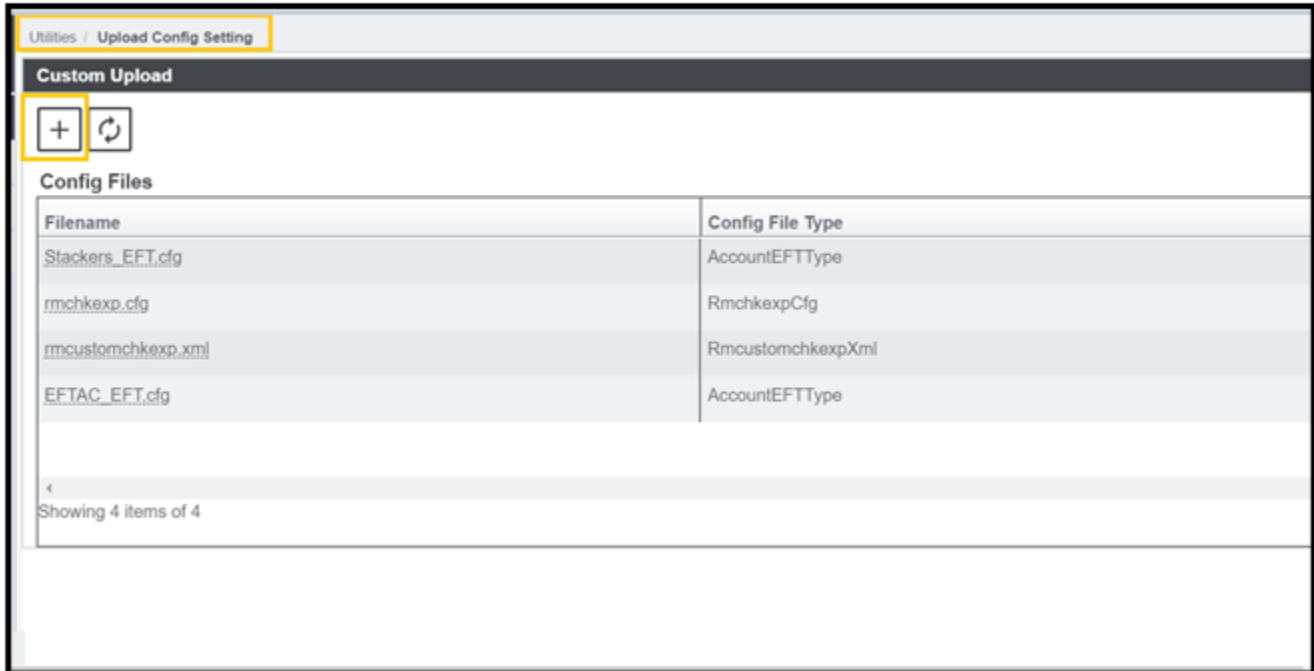 Utilities / Upload Config Setting
Custom Upload
Config Files
Filename Config File Type
Stackers_EFT.cfg AccountEFTType
rmchkexp.cfg RmchkexpCfg
rmcustomchkexp.xml RmcustomchkexpXml
EFTAC_EFT.cfg AccountEFTType
Showing 4 items of 4